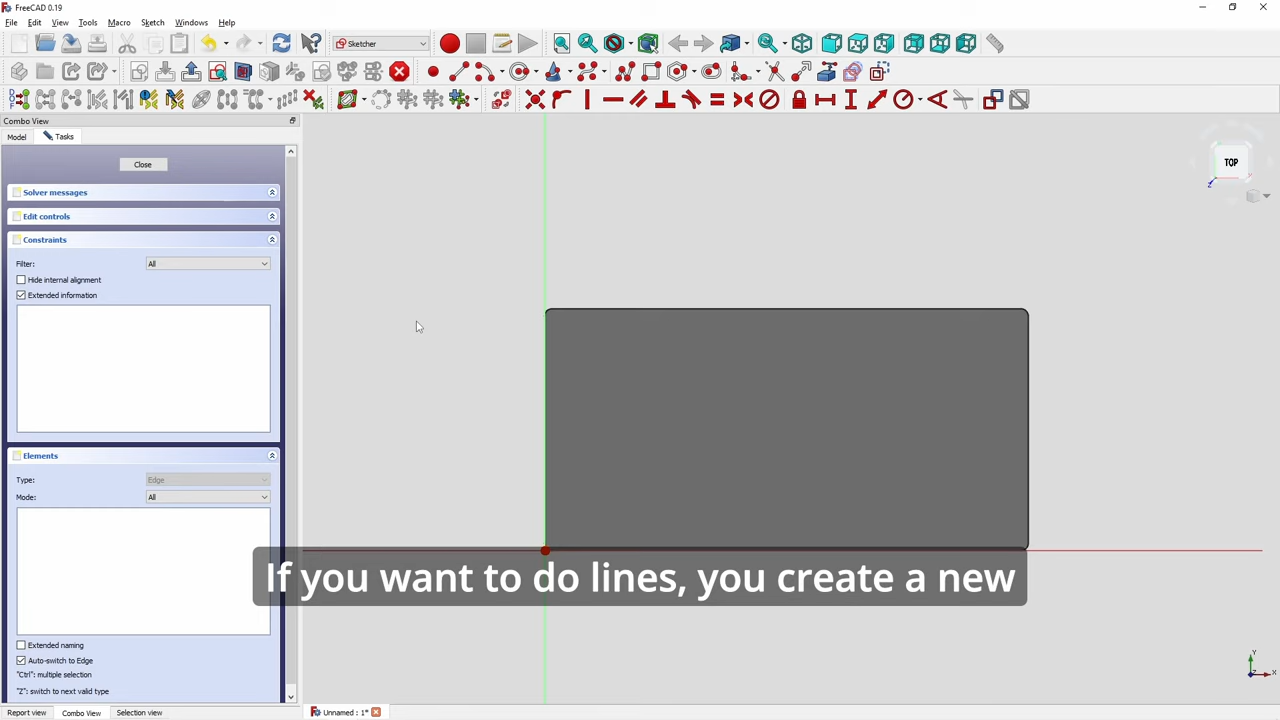 FreeCAD 0.19
File Edit View Tools Macro Sketch Windows Help
Sketcher
Combo View
Model Tasks
TOP
Close
Solver messages
Edit controls
Constraints
Filter: All
Hide internal alignment
Extended information
Elements
Type: Edge
Mode: All
If you want to do lines, you create a new
Extended naming
Auto-switch to Edge
"Ctrl": multiple selection
"Z": switch to next valid type
Y
X
Report view Combo View Selection view Unnamed : 1*